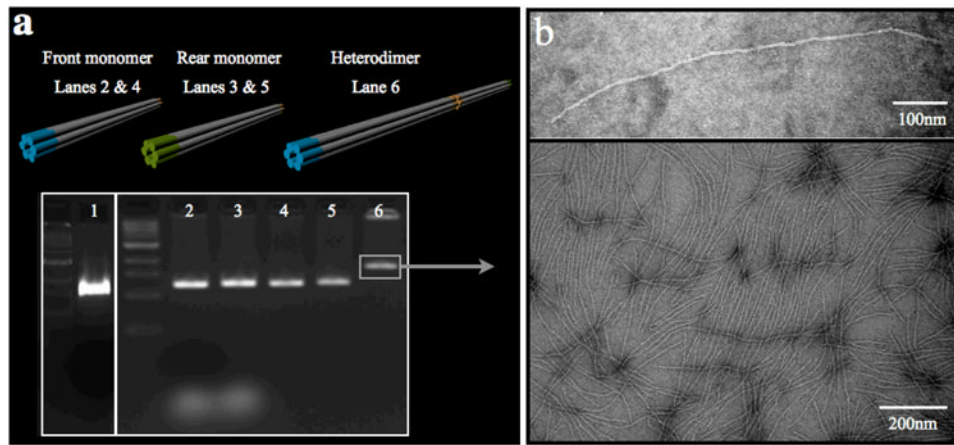 a
Front monomer
Lanes 2 & 4
Rear monomer
Lanes 3 & 5
Heterodimer
Lane 6
1
2
3
4
5
6
b
100nm
200nm